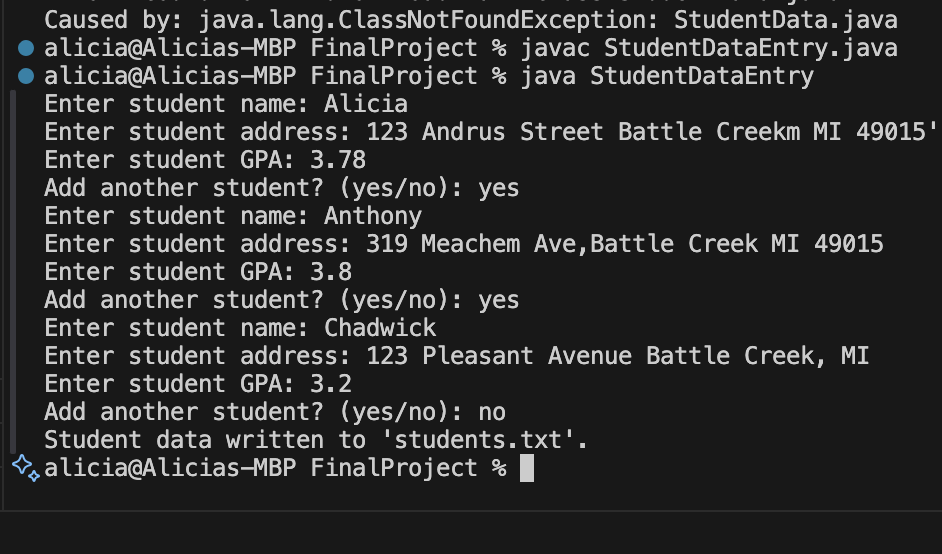 Caused by: java.lang.ClassNotFoundException: StudentData.java
alicia@Alicias-MBP FinalProject % javac StudentDataEntry.java
alicia@Alicias-MBP FinalProject % java StudentDataEntry
Enter student name: Alicia
Enter student address: 123 Andrus Street Battle Creekm MI 49015'
Enter student GPA: 3.78
Add another student? (yes/no): yes
Enter student name: Anthony
Enter student address: 319 Meachem Ave,Battle Creek MI 49015
Enter student GPA: 3.8
Add another student? (yes/no): yes
Enter student name: Chadwick
Enter student address: 123 Pleasant Avenue Battle Creek, MI
Enter student GPA: 3.2
Add another student? (yes/no): no
Student data written to 'students.txt'.
alicia@Alicias-MBP FinalProject %